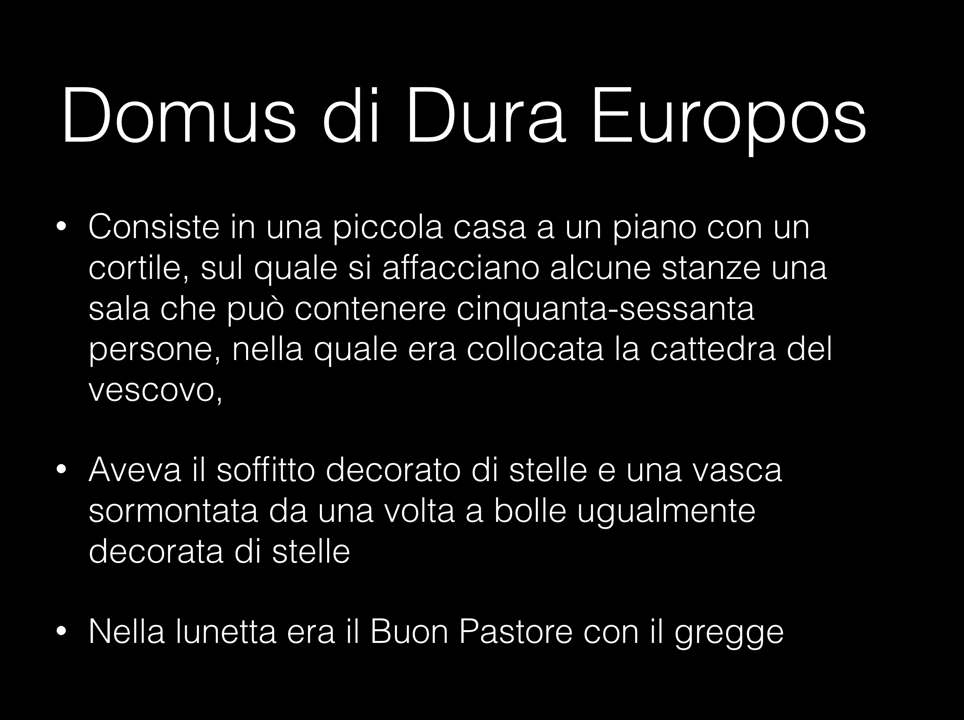 Domus di Dura Europos
• Consiste in una piccola casa a un piano con un
cortile, sul quale si affacciano alcune stanze una
sala che può contenere cinquanta-sessanta
persone, nella quale era collocata la cattedra del
vescovo,
• Aveva il soffitto decorato di stelle e una vasca
sormontata da una volta a bolle ugualmente
decorata di stelle
• Nella lunetta era il Buon Pastore con il gregge